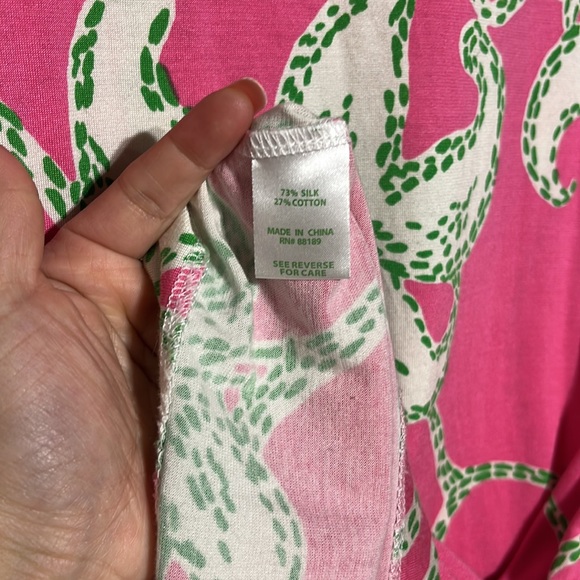 73% SILK
27% COTTON
MADE IN CHINA
RN# 88189
SEE REVERSE
FOR CARE